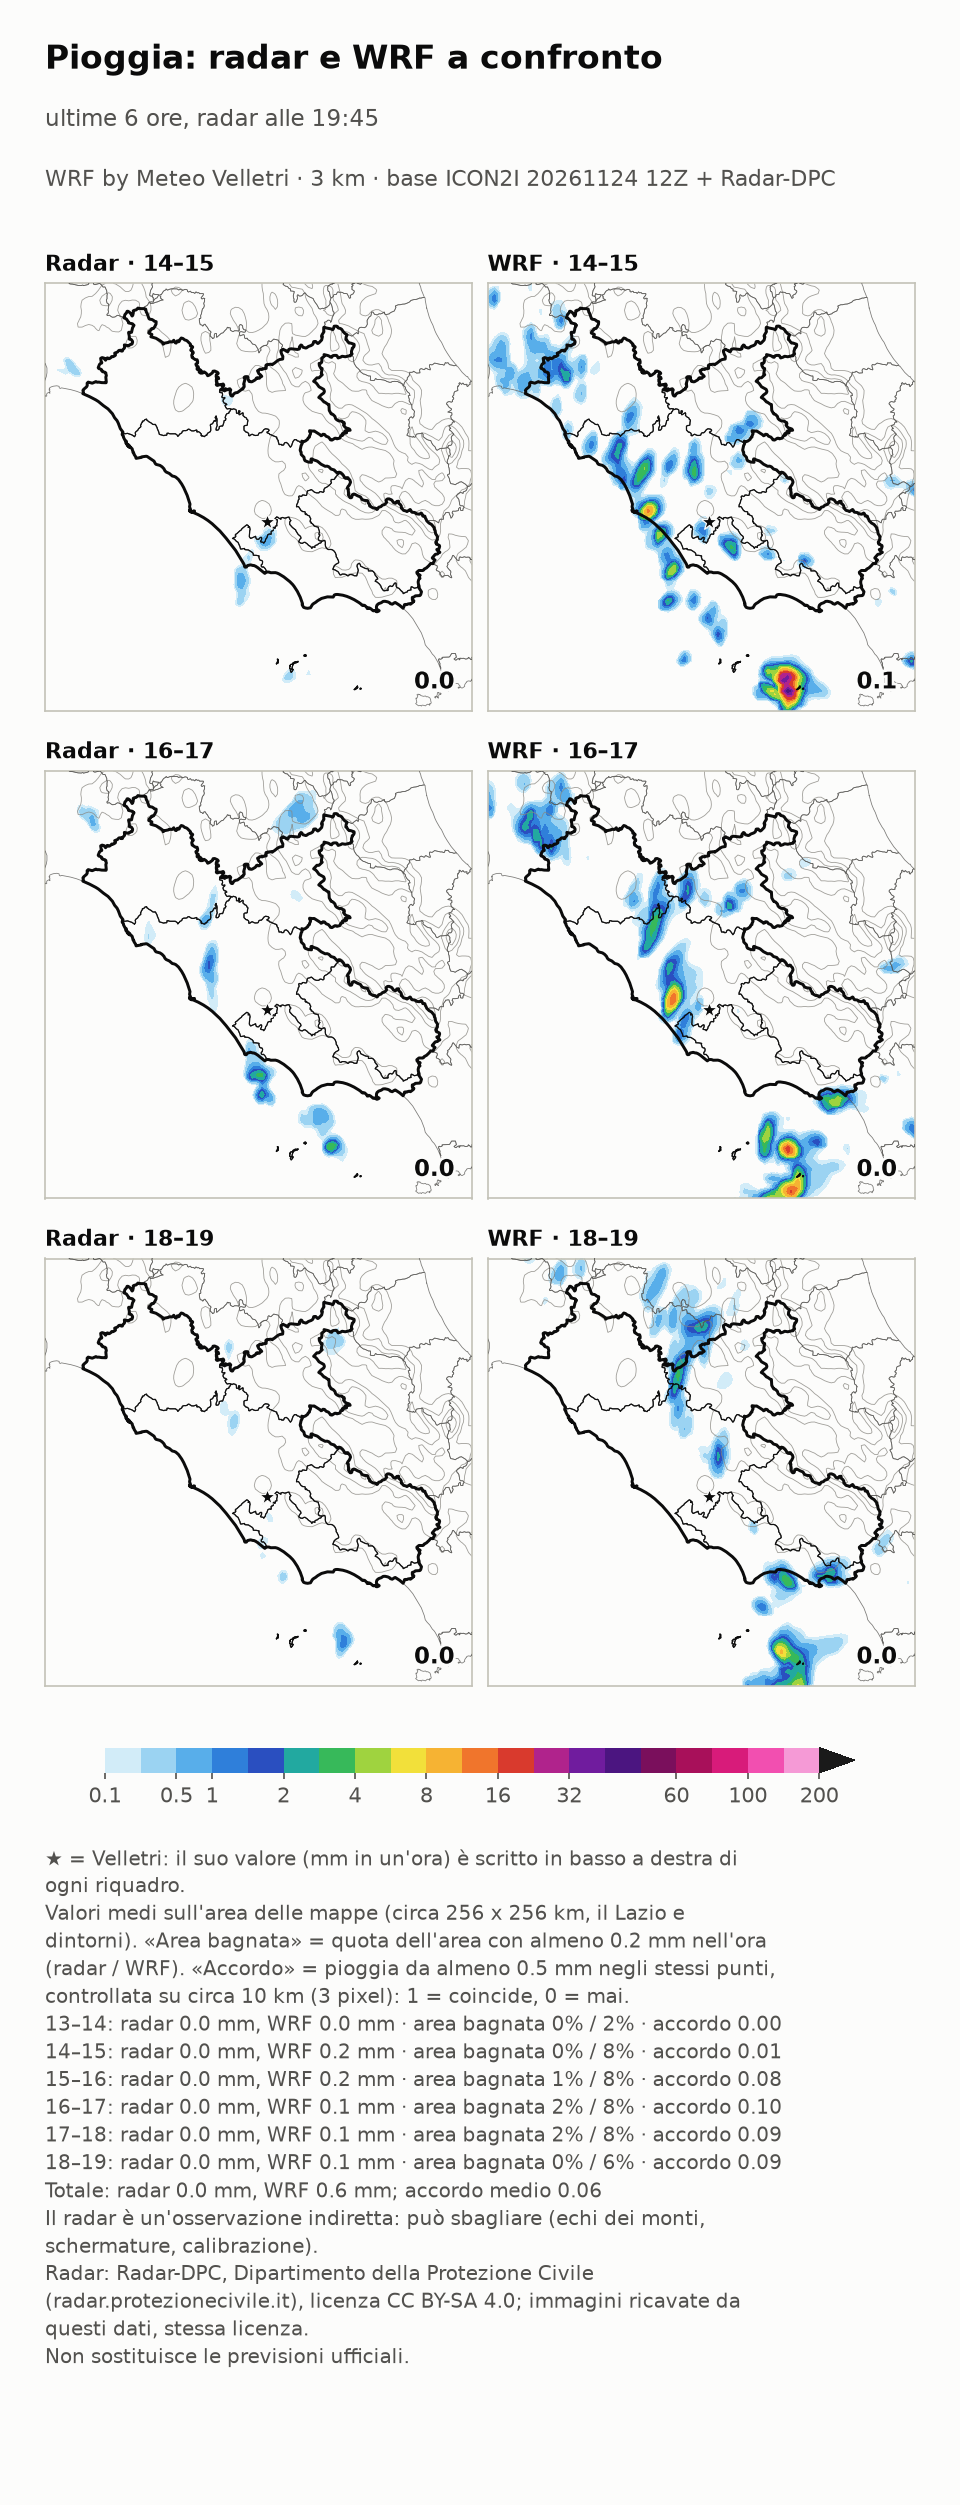 Pioggia: radar e WRF a confronto
ultime 6 ore, radar alle 19:45
WRF by Meteo Velletri · 3 km · base ICON2I 20261124 12Z + Radar-DPC
Radar · 14–15
WRF · 14–15
0.0
0.1
Radar · 16–17
WRF · 16–17
0.0
0.0
Radar · 18–19
WRF · 18–19
0.0
0.0
0.1 0.5 1 2 4 8 16 32 60 100 200
★ = Velletri: il suo valore (mm in un'ora) è scritto in basso a destra di
ogni riquadro.
Valori medi sull'area delle mappe (circa 256 x 256 km, il Lazio e
dintorni). «Area bagnata» = quota dell'area con almeno 0.2 mm nell'ora
(radar / WRF). «Accordo» = pioggia da almeno 0.5 mm negli stessi punti,
controllata su circa 10 km (3 pixel): 1 = coincide, 0 = mai.
13–14: radar 0.0 mm, WRF 0.0 mm · area bagnata 0% / 2% · accordo 0.00
14–15: radar 0.0 mm, WRF 0.2 mm · area bagnata 0% / 8% · accordo 0.01
15–16: radar 0.0 mm, WRF 0.2 mm · area bagnata 1% / 8% · accordo 0.08
16–17: radar 0.0 mm, WRF 0.1 mm · area bagnata 2% / 8% · accordo 0.10
17–18: radar 0.0 mm, WRF 0.1 mm · area bagnata 2% / 8% · accordo 0.09
18–19: radar 0.0 mm, WRF 0.1 mm · area bagnata 0% / 6% · accordo 0.09
Totale: radar 0.0 mm, WRF 0.6 mm; accordo medio 0.06
Il radar è un'osservazione indiretta: può sbagliare (echi dei monti,
schermature, calibrazione).
Radar: Radar-DPC, Dipartimento della Protezione Civile
(radar.protezionecivile.it), licenza CC BY-SA 4.0; immagini ricavate da
questi dati, stessa licenza.
Non sostituisce le previsioni ufficiali.